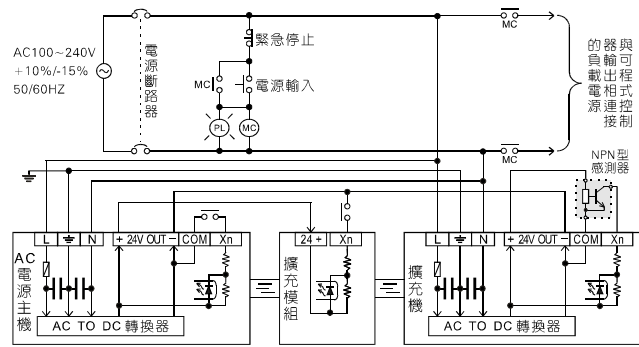 AC100~240V
+10%/-15%
50/60HZ
電源斷路器
緊急停止
MC
電源輸入
PL
MC
MC
MC
與可程式控制
器輸出相連接
的負載電源
NPN型
感測器
L
N
+ 24V OUT −
COM
Xn
24 +
Xn
L
N
+ 24V OUT −
COM
Xn
AC
電源主機
擴充模組
擴充機
AC TO DC 轉換器
AC TO DC 轉換器